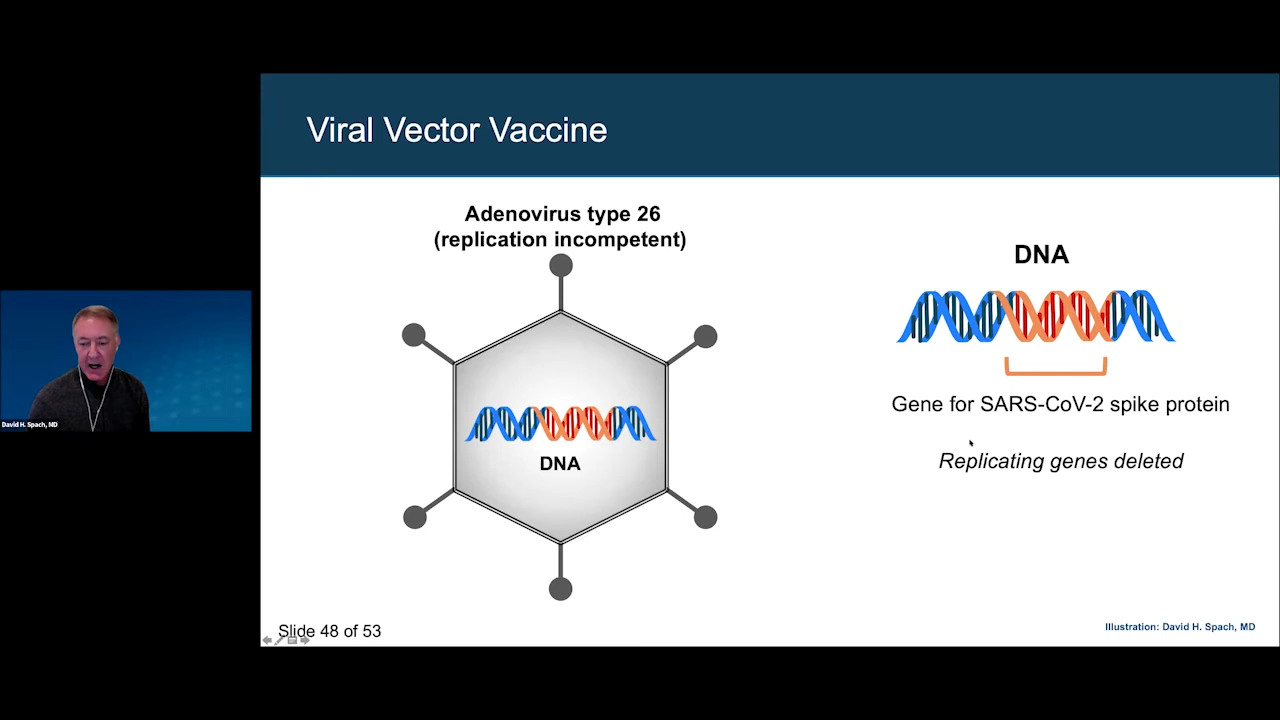 Viral Vector Vaccine
Adenovirus type 26
(replication incompetent)
DNA
DNA
Gene for SARS-CoV-2 spike protein
Replicating genes deleted
David H. Spach, MD
Slide 48 of 53
Illustration: David H. Spach, MD